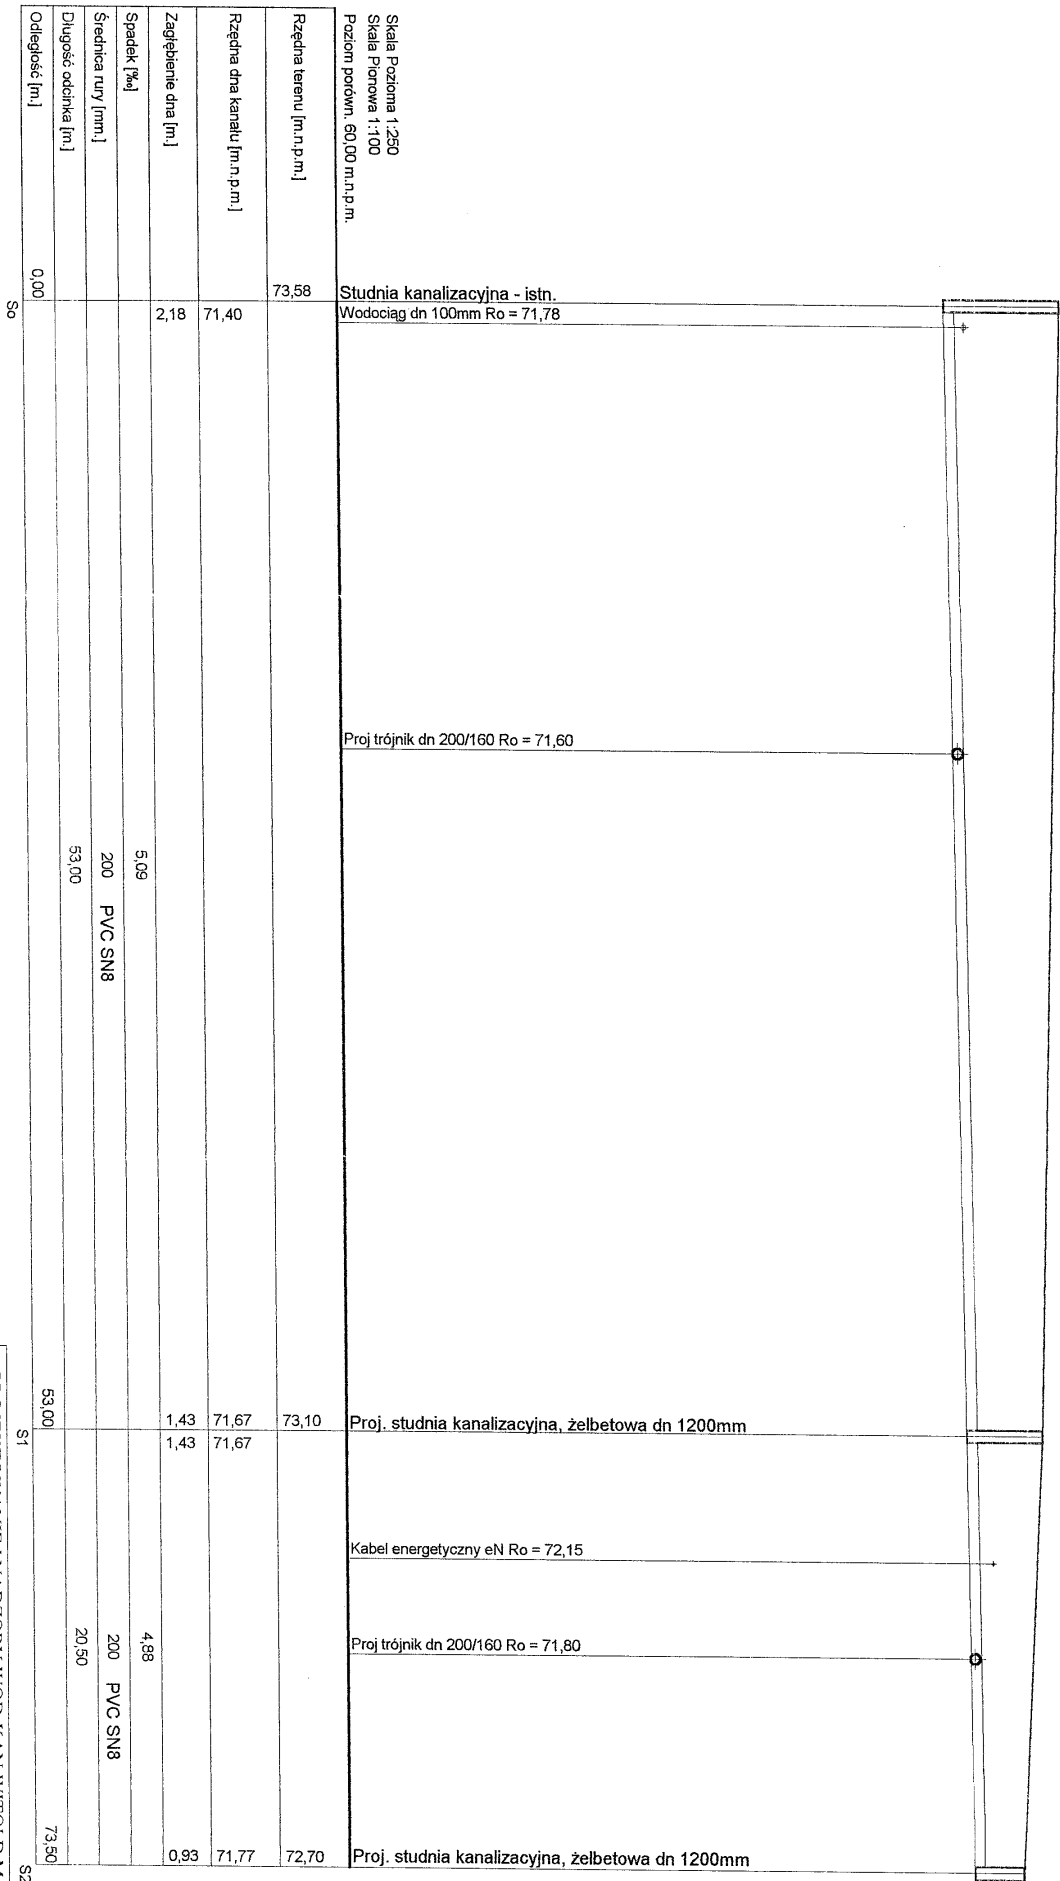 Skala Pozioma 1:250
Skala Pionowa 1:100
Poziom porówn. 60,00 m.n.p.m.
Studnia kanalizacyjna - istn.
Wodociąg dn 100mm Ro = 71,78
Proj trójnik dn 200/160 Ro = 71,60
Proj. studnia kanalizacyjna, żelbetowa dn 1200mm
Kabel energetyczny eN Ro = 72,15
Proj trójnik dn 200/160 Ro = 71,80
Proj. studnia kanalizacyjna, żelbetowa dn 1200mm
Rzędna terenu [m.n.p.m.] 73,58 73,10 72,70
Rzędna dna kanału [m.n.p.m.] 71,40 71,67 71,67 71,77
Zagłębienie dna [m.] 2,18 1,43 1,43 0,93
Spadek [‰] 5,09 4,88
Średnica rury [mm.] 200 PVC SN8 200 PVC SN8
Długość odcinka [m.] 53,00 20,50
Odległość [m.] 0,00 53,00 73,50
So S1 S2